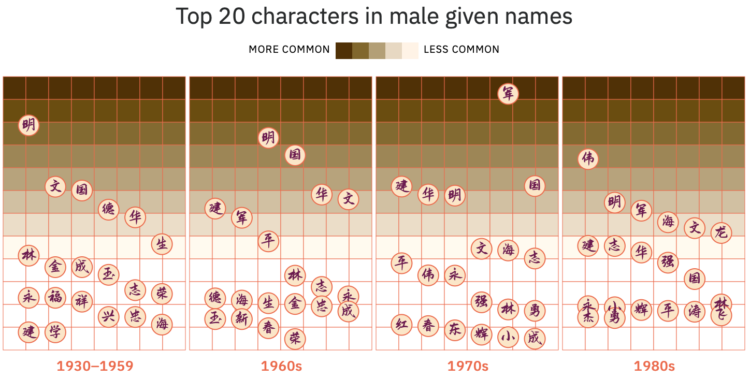 Top 20 characters in male given names
MORE COMMON LESS COMMON
明
文 国 德 华 生
林 金 成 玉 志 荣
永 福 祥 兴 忠 海
建 学
1930–1959
明 国
建 军 平 华 文
林 志 永
德 海 生 金 忠 成
玉 新 春 荣
1960s
军
建 华 明 国
平 伟 永 文 海 志
强 林 勇
红 春 东 辉 小 成
1970s
伟
明 军 海 文 龙
建 志 华 强 国
永 小 辉 平 涛 林
杰 勇 飞
1980s